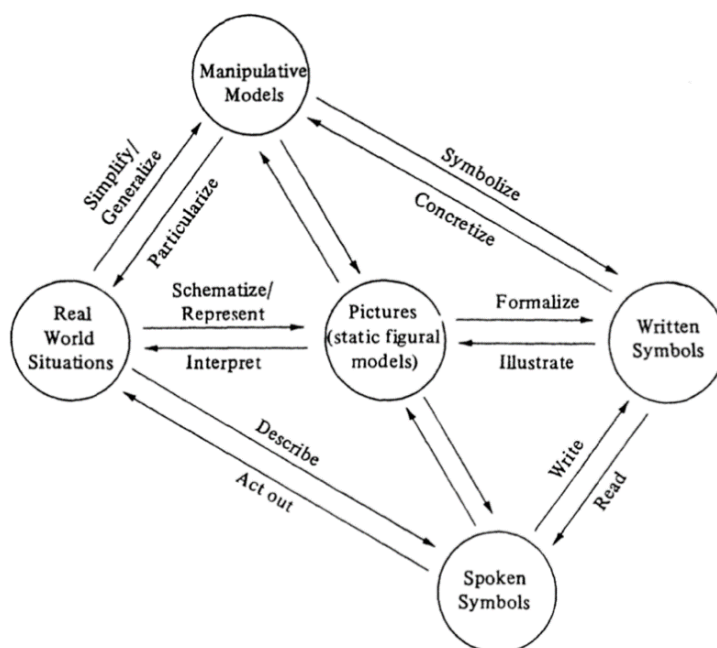 Manipulative
Models
Simplify/
Generalize
Particularize
Symbolize
Concretize
Real
World
Situations
Schematize/
Represent
Interpret
Pictures
(static figural
models)
Formalize
Illustrate
Written
Symbols
Describe
Act out
Write
Read
Spoken
Symbols